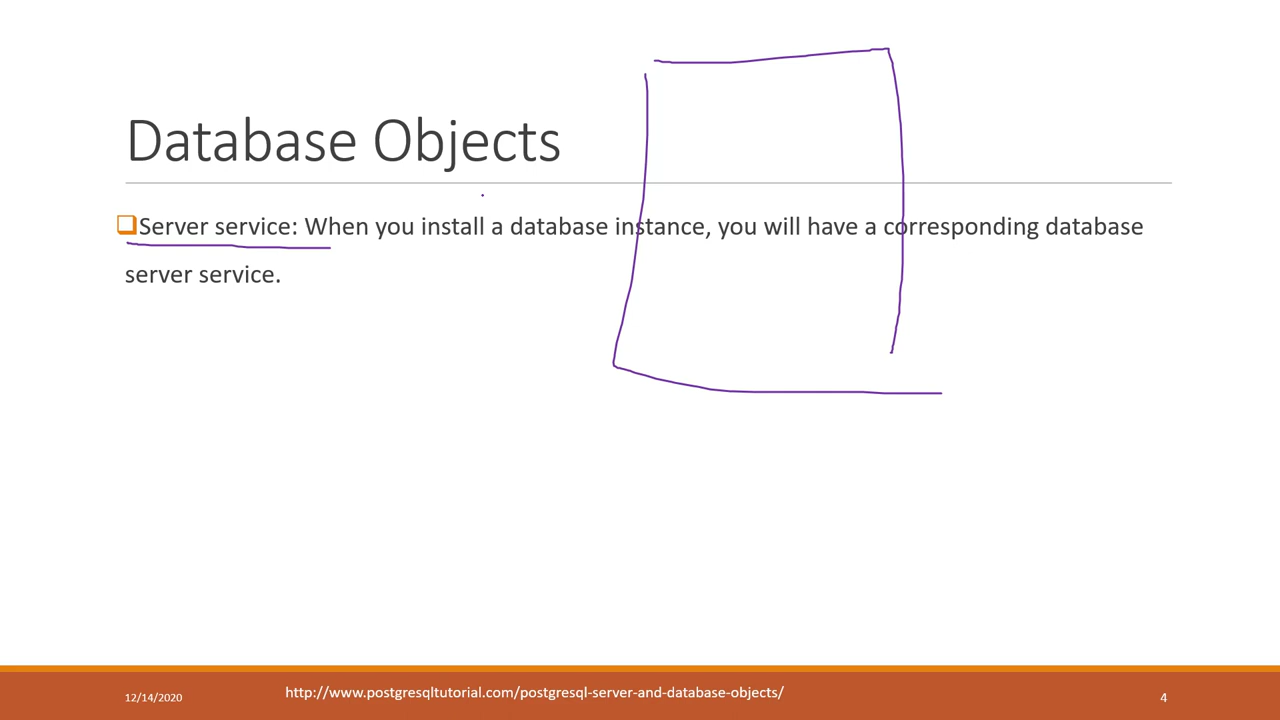 Database Objects
Server service: When you install a database instance, you will have a corresponding database
server service.
12/14/2020
http://www.postgresqltutorial.com/postgresql-server-and-database-objects/
4